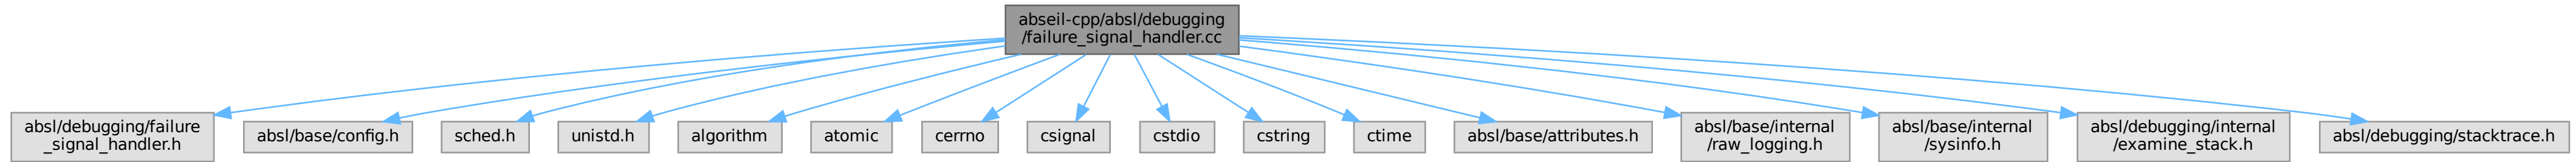 abseil-cpp/absl/debugging
/failure_signal_handler.cc
absl/debugging/failure
_signal_handler.h
absl/base/config.h
sched.h
unistd.h
algorithm
atomic
cerrno
csignal
cstdio
cstring
ctime
absl/base/attributes.h
absl/base/internal
/raw_logging.h
absl/base/internal
/sysinfo.h
absl/debugging/internal
/examine_stack.h
absl/debugging/stacktrace.h